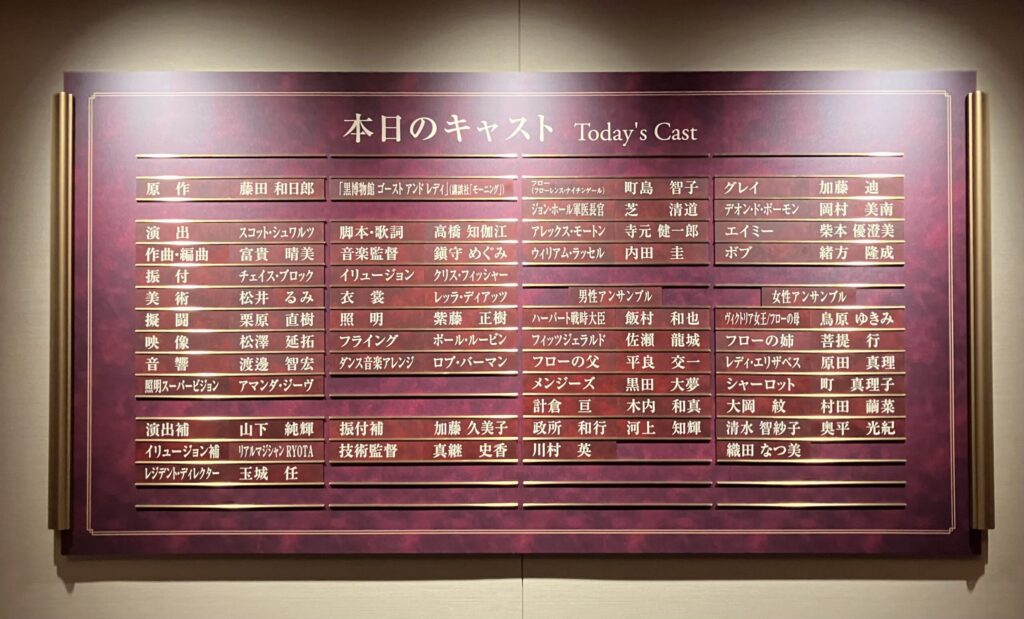 本日のキャスト Today's Cast
原作 藤田 和日郎
演出 スコット・シュワルツ
作曲・編曲 富貴 晴美
振付 チェイス・ブロック
美術 松井 るみ
擬闘 栗原 直樹
映像 松澤 延拓
音響 渡邊 智宏
照明スーパービジョン アマンダ・ジーヴ
演出補 山下 純輝
イリュージョン補 リアルマジシャン RYOTA
レジデント・ディレクター 玉城 任
「黒博物館 ゴースト アンド レディ」(講談社「モーニング」)
脚本・歌詞 高橋 知伽江
音楽監督 鎭守 めぐみ
イリュージョン クリス・フィッシャー
衣裳 レッラ・ディアッツ
照明 紫藤 正樹
フライング ポール・ルービン
ダンス音楽アレンジ ロブ・バーマン
振付補 加藤 久美子
技術監督 真継 史香
フロー(フローレンス・ナイチンゲール) 町島 智子
ジョン・ホール軍医長官 芝 清道
アレックス・モートン 寺元 健一郎
ウィリアム・ラッセル 内田 圭
男性アンサンブル
ハーバート戦時大臣 飯村 和也
フィッツジェラルド 佐瀬 龍城
フローの父 平良 交一
メンジーズ 黒田 大夢
計倉 亘 木内 和真
政所 和行 河上 知輝
川村 英
グレイ 加藤 迪
デオン・ド・ボーモン 岡村 美南
エイミー 柴本 優澄美
ボブ 緒方 隆成
女性アンサンブル
ヴィクトリア女王/フローの母 鳥原 ゆきみ
フローの姉 菩提 行
レディ・エリザベス 原田 真理
シャーロット 町 真理子
大岡 紋 村田 繭菜
清水 智紗子 奥平 光紀
織田 なつ美